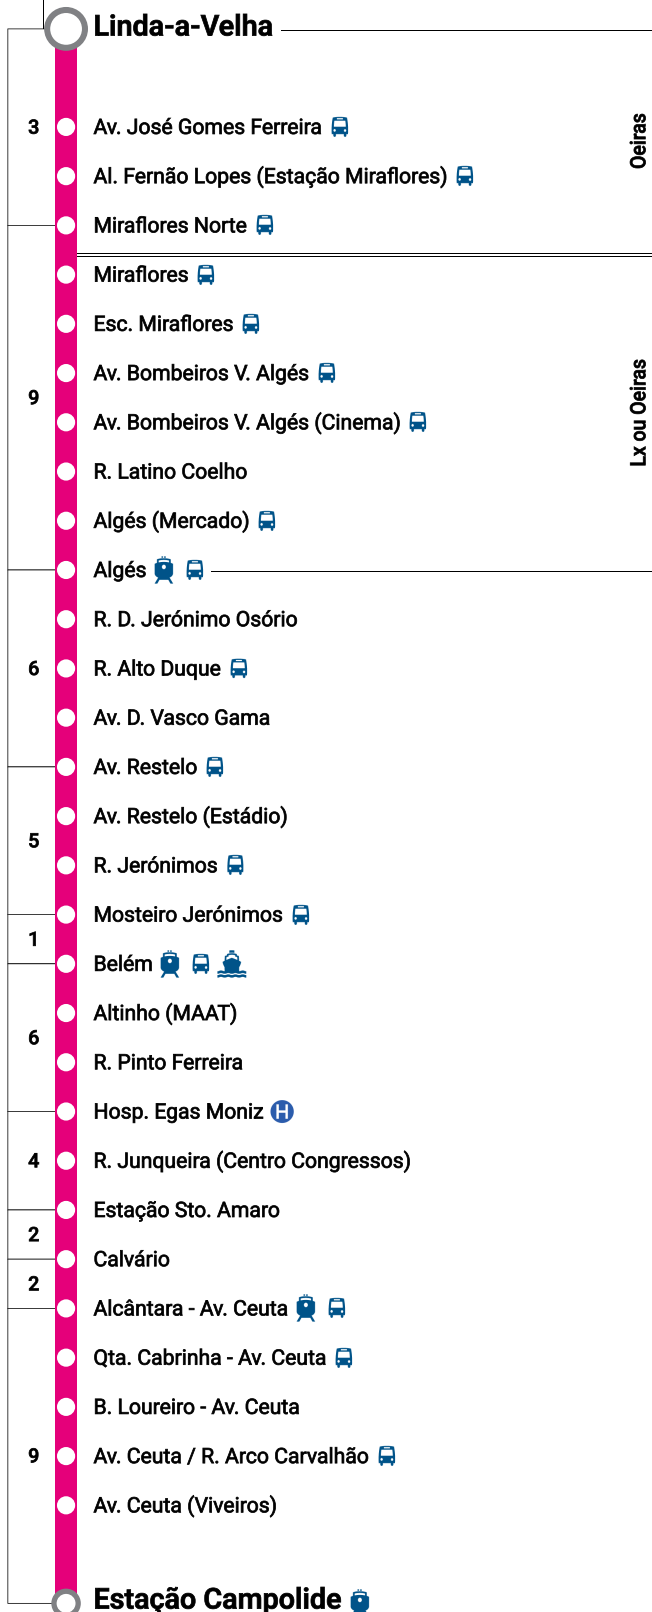 Linda-a-Velha
3
Av. José Gomes Ferreira
Oeiras
Al. Fernão Lopes (Estação Miraflores)
Miraflores Norte
Miraflores
Esc. Miraflores
Av. Bombeiros V. Algés
9
Lx ou Oeiras
Av. Bombeiros V. Algés (Cinema)
R. Latino Coelho
Algés (Mercado)
Algés
R. D. Jerónimo Osório
6
R. Alto Duque
Av. D. Vasco Gama
Av. Restelo
Av. Restelo (Estádio)
5
R. Jerónimos
Mosteiro Jerónimos
1
Belém
Altinho (MAAT)
6
R. Pinto Ferreira
Hosp. Egas Moniz H
4
R. Junqueira (Centro Congressos)
Estação Sto. Amaro
2
Calvário
2
Alcântara - Av. Ceuta
Qta. Cabrinha - Av. Ceuta
B. Loureiro - Av. Ceuta
9
Av. Ceuta / R. Arco Carvalhão
Av. Ceuta (Viveiros)
Estação Campolide